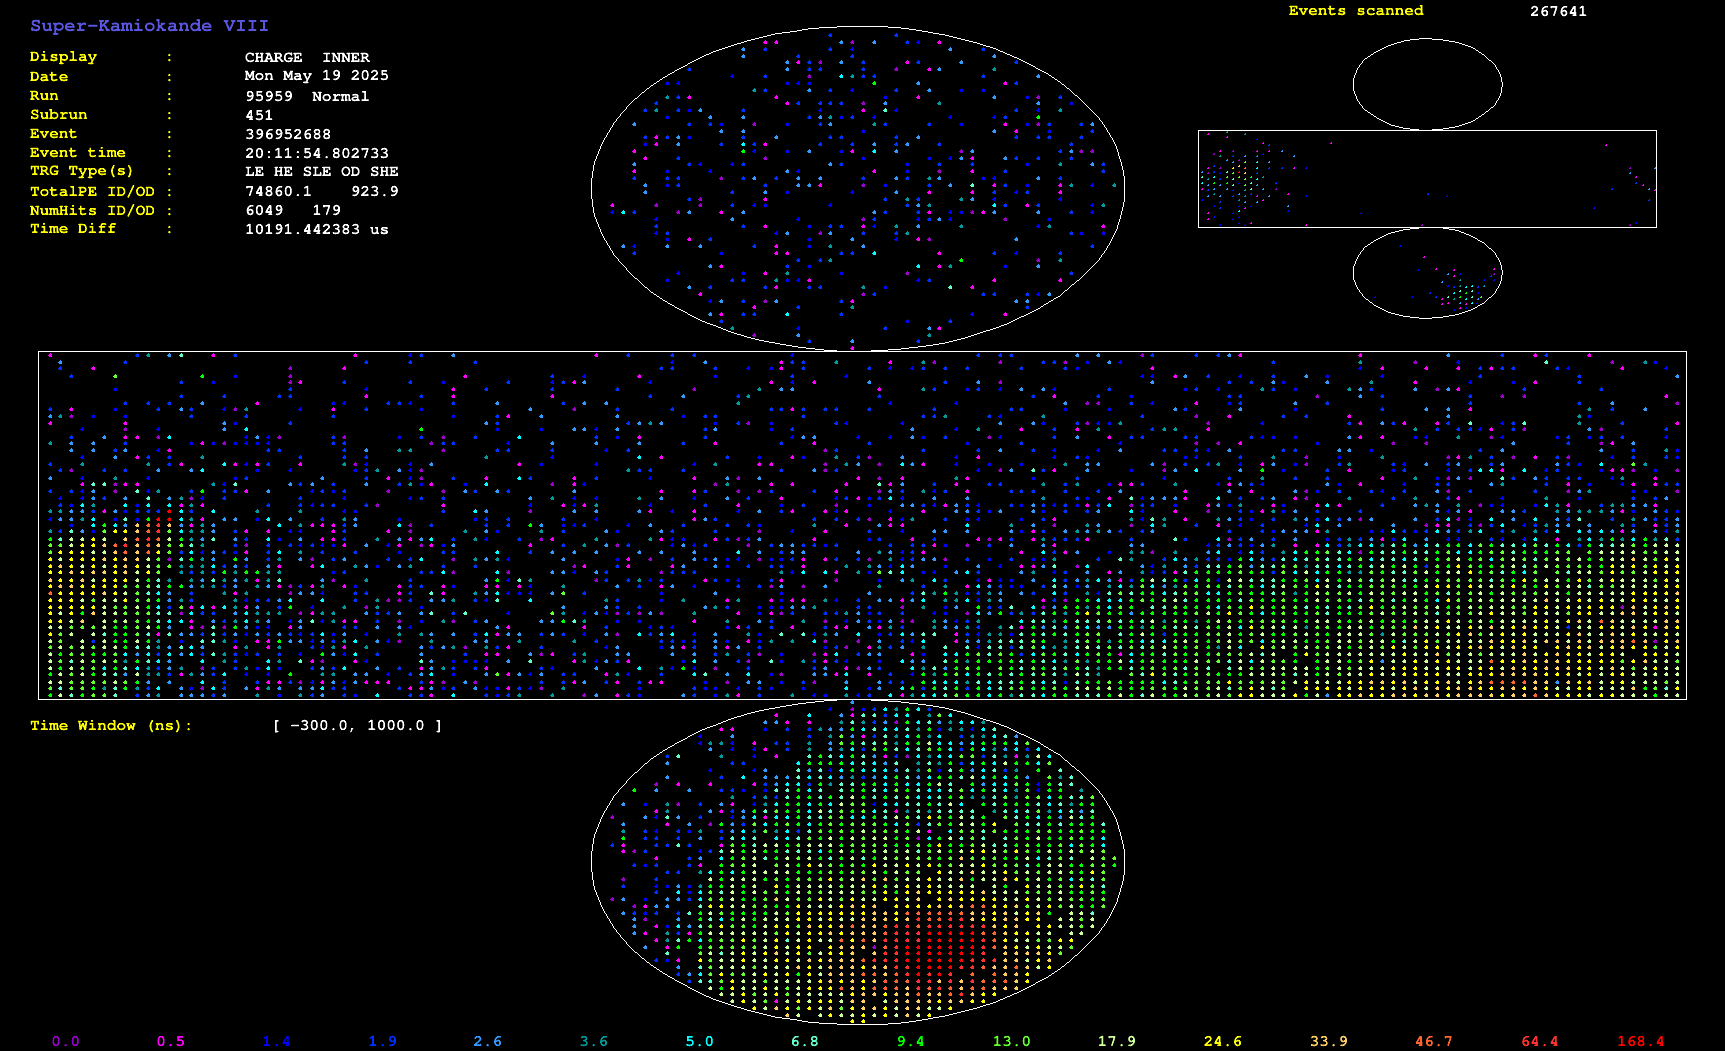 Super-Kamiokande VIII
Display : CHARGE INNER
Date : Mon May 19 2025
Run : 95959 Normal
Subrun : 451
Event : 396952688
Event time : 20:11:54.802733
TRG Type(s) : LE HE SLE OD SHE
TotalPE ID/OD : 74860.1 923.9
NumHits ID/OD : 6049 179
Time Diff : 10191.442383 us
Events scanned 267641
Time Window (ns): [ -300.0, 1000.0 ]
0.0 0.5 1.4 1.9 2.6 3.6 5.0 6.8 9.4 13.0 17.9 24.6 33.9 46.7 64.4 168.4